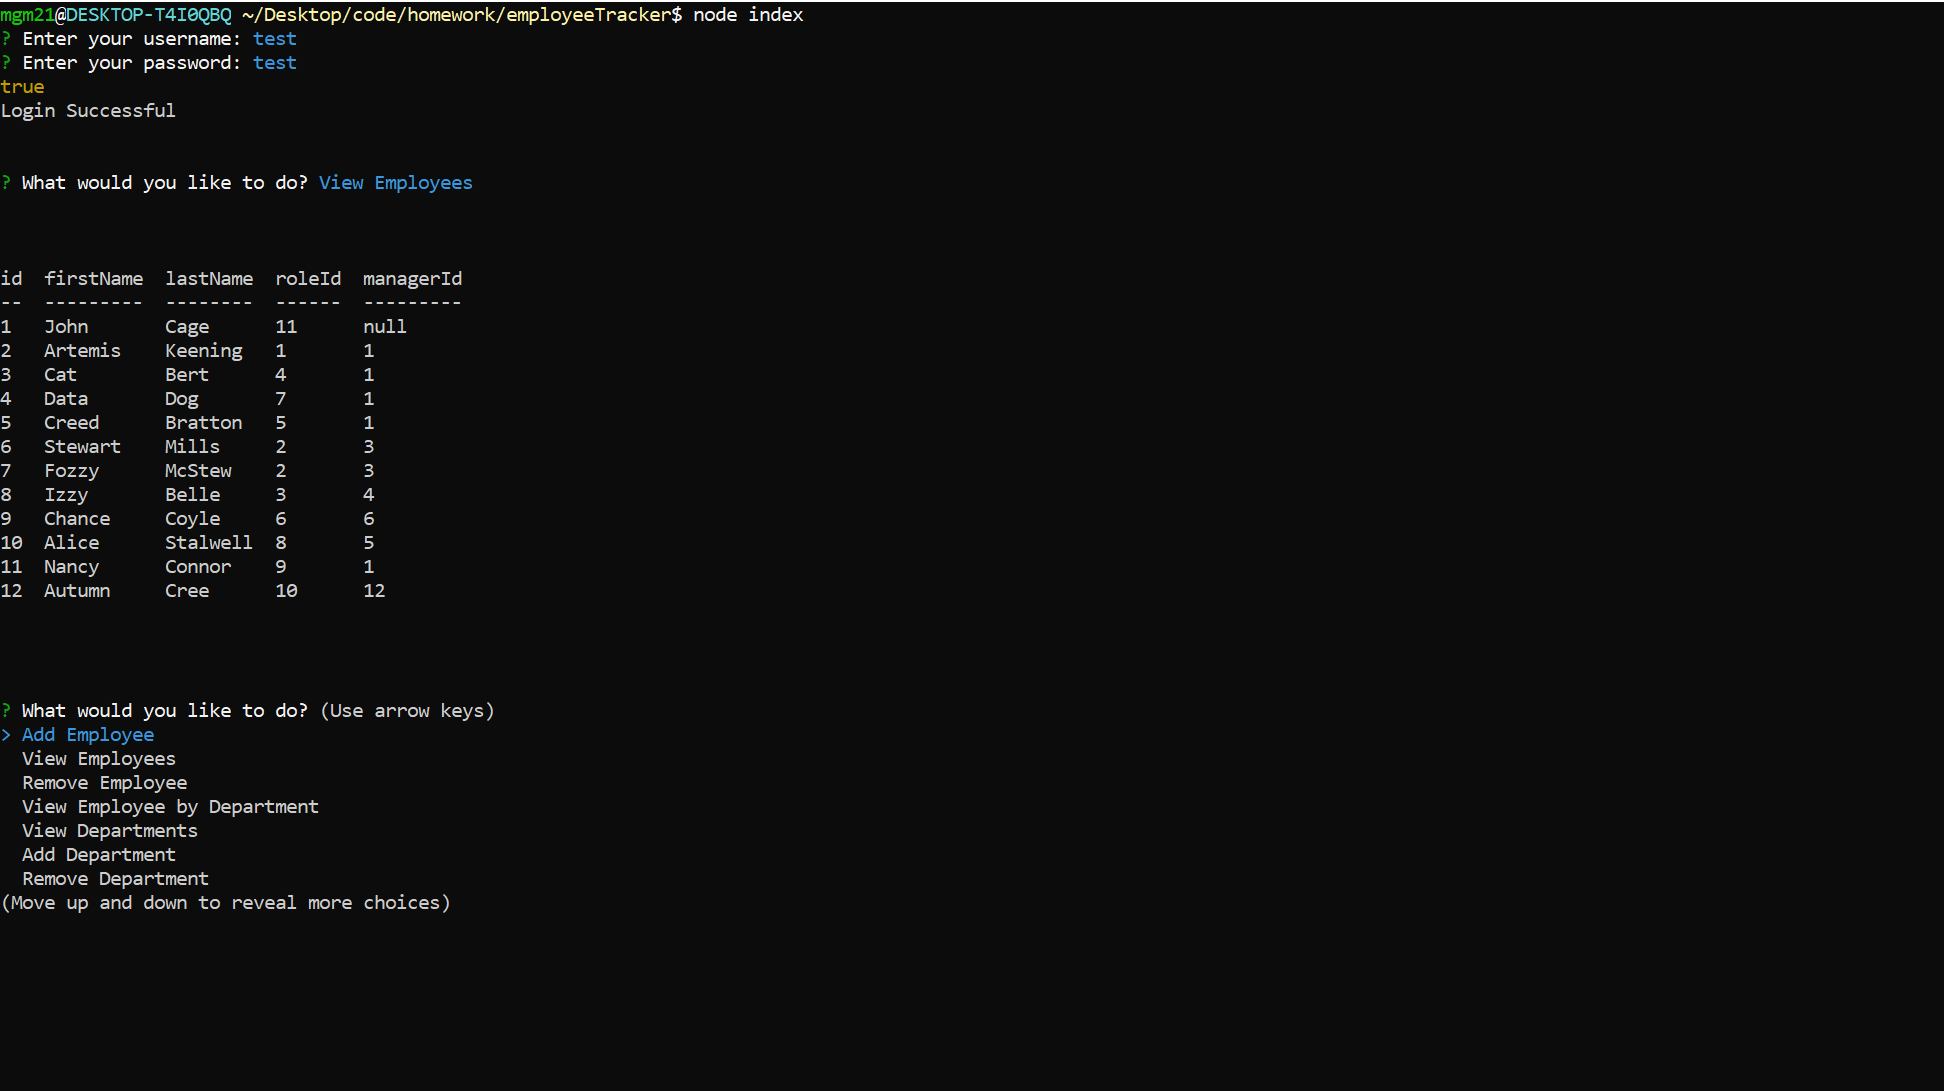 mgm21@DESKTOP-T4I0QBQ ~/Desktop/code/homework/employeeTracker$ node index
? Enter your username: test
? Enter your password: test
true
Login Successful
? What would you like to do? View Employees
id  firstName  lastName  roleId  managerId
--  ---------  --------  ------  ---------
1   John       Cage      11      null
2   Artemis    Keening   1       1
3   Cat        Bert      4       1
4   Data       Dog       7       1
5   Creed      Bratton   5       1
6   Stewart    Mills     2       3
7   Fozzy      McStew    2       3
8   Izzy       Belle     3       4
9   Chance     Coyle     6       6
10  Alice      Stalwell  8       5
11  Nancy      Connor    9       1
12  Autumn     Cree      10      12
? What would you like to do? (Use arrow keys)
> Add Employee
  View Employees
  Remove Employee
  View Employee by Department
  View Departments
  Add Department
  Remove Department
(Move up and down to reveal more choices)